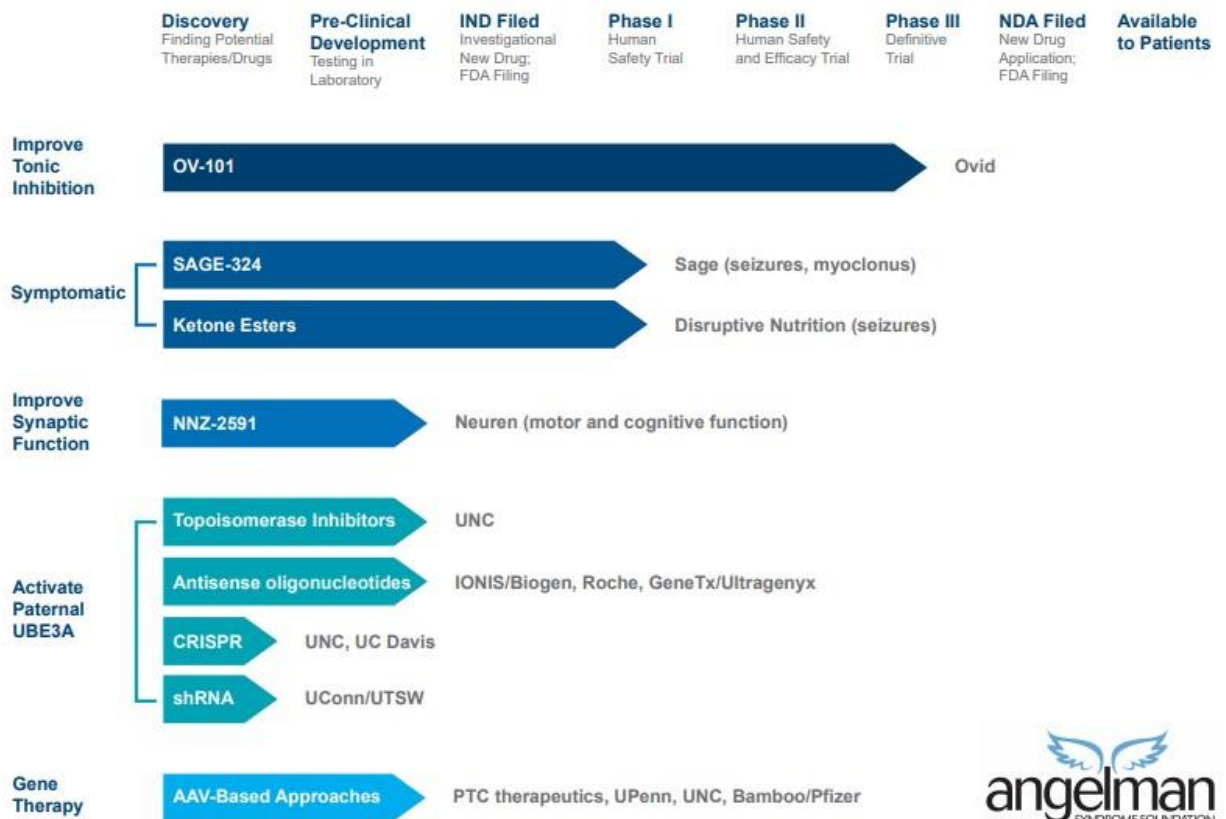 Discovery
Finding Potential
Therapies/Drugs
Pre-Clinical
Development
Testing in
Laboratory
IND Filed
Investigational
New Drug;
FDA Filing
Phase I
Human
Safety Trial
Phase II
Human Safety
and Efficacy Trial
Phase III
Definitive
Trial
NDA Filed
New Drug
Application;
FDA Filing
Available
to Patients
Improve
Tonic
Inhibition
OV-101
Ovid
Symptomatic
SAGE-324
Sage (seizures, myoclonus)
Ketone Esters
Disruptive Nutrition (seizures)
Improve
Synaptic
Function
NNZ-2591
Neuren (motor and cognitive function)
Activate
Paternal
UBE3A
Topoisomerase Inhibitors
UNC
Antisense oligonucleotides
IONIS/Biogen, Roche, GeneTx/Ultragenyx
CRISPR
UNC, UC Davis
shRNA
UConn/UTSW
Gene
Therapy
AAV-Based Approaches
PTC therapeutics, UPenn, UNC, Bamboo/Pfizer
angelman
SYNDROME FOUNDATION